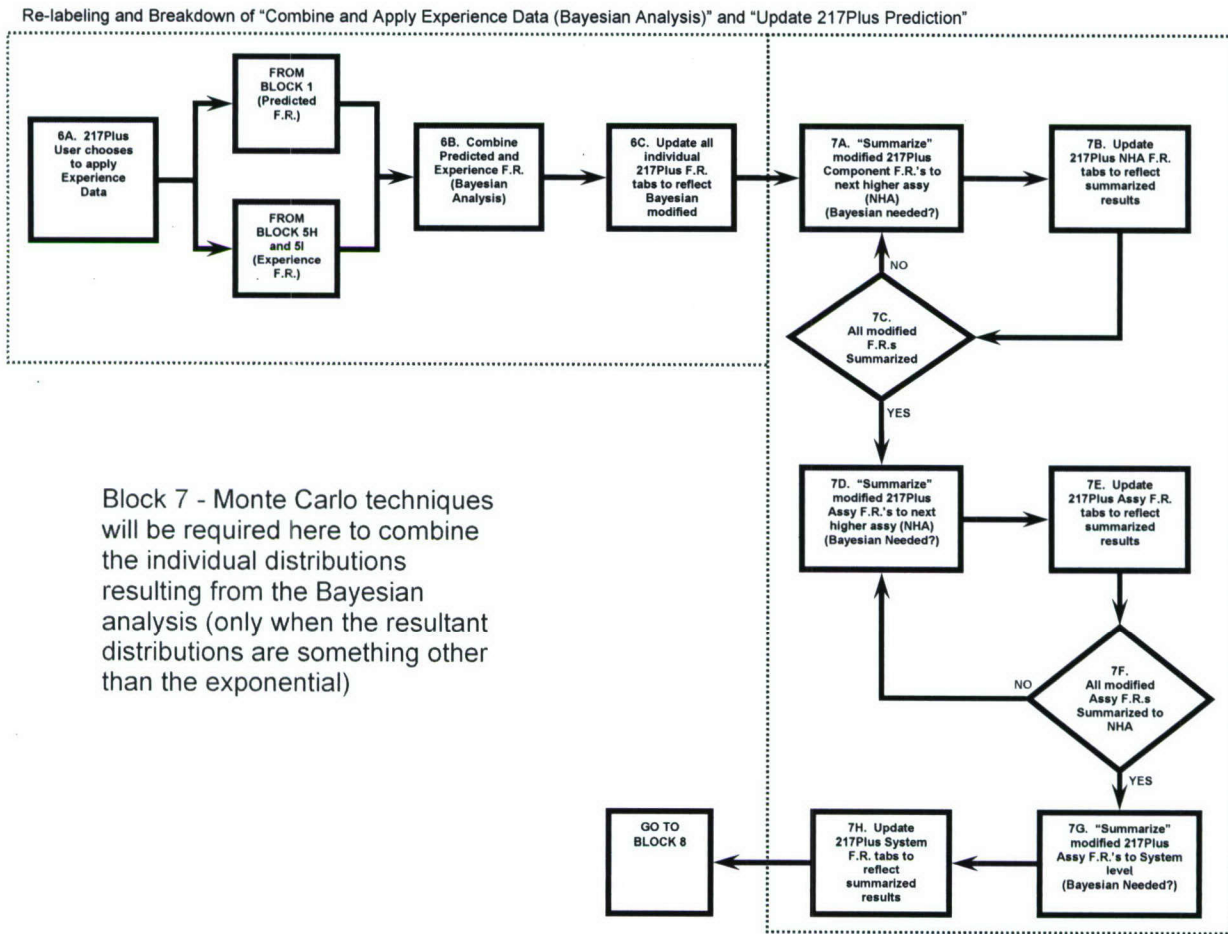 Re-labeling and Breakdown of “Combine and Apply Experience Data (Bayesian Analysis)” and “Update 217Plus Prediction”
6A. 217Plus
User chooses
to apply
Experience
Data
FROM
BLOCK 1
(Predicted
F.R.)
FROM
BLOCK 5H
and 5I
(Experience
F.R.)
6B. Combine
Predicted and
Experience F.R.
(Bayesian
Analysis)
6C. Update all
individual
217Plus F.R.
tabs to reflect
Bayesian
modified
7A. “Summarize”
modified 217Plus
Component F.R.'s to
next higher assy
(NHA)
(Bayesian needed?)
7B. Update
217Plus NHA F.R.
tabs to reflect
summarized
results
NO
7C.
All modified
F.R.s
Summarized
YES
7D. “Summarize”
modified 217Plus
Assy F.R.'s to next
higher assy (NHA)
(Bayesian Needed?)
7E. Update
217Plus Assy F.R.
tabs to reflect
summarized
results
Block 7 - Monte Carlo techniques
will be required here to combine
the individual distributions
resulting from the Bayesian
analysis (only when the resultant
distributions are something other
than the exponential)
NO
7F.
All modified
Assy F.R.s
Summarized to
NHA
YES
7G. “Summarize”
modified 217Plus
Assy F.R.'s to System
level
(Bayesian Needed?)
7H. Update
217Plus System
F.R. tabs to
reflect
summarized
results
GO TO
BLOCK 8